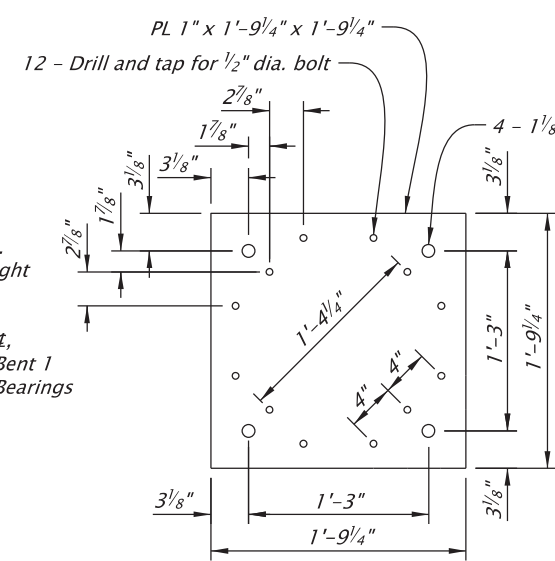 PL 1" x 1'-9¼" x 1'-9¼"
12 - Drill and tap for ½" dia. bolt
2⅞"
1⅞"
3⅛"
4 - 1⅛
3⅛"
1⅞"
2⅞"
3⅛"
ght
1'-4¼"
4"
4"
1'-3"
1'-9¼"
Bent 1
Bearings
3⅛"
1'-3"
3⅛"
1'-9¼"